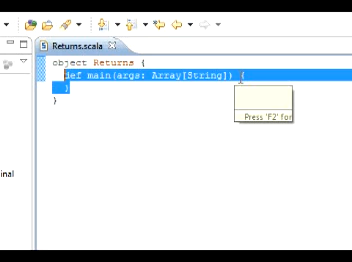 Returns.scala
object Returns {
def main(args: Array[String]) {
}
}
Press 'F2' for
inal